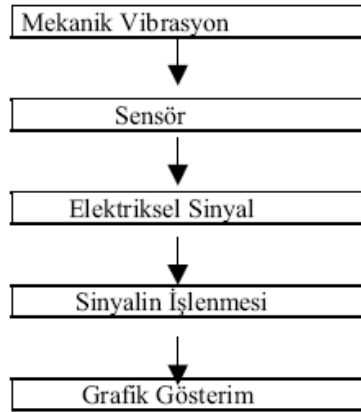 Mekanik Vibrasyon
Sensör
Elektriksel Sinyal
Sinyalin İşlenmesi
Grafik Gösterim